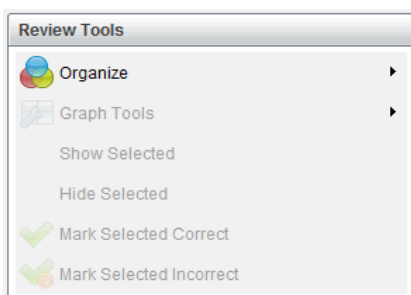 Review Tools
Organize
Graph Tools
Show Selected
Hide Selected
Mark Selected Correct
Mark Selected Incorrect